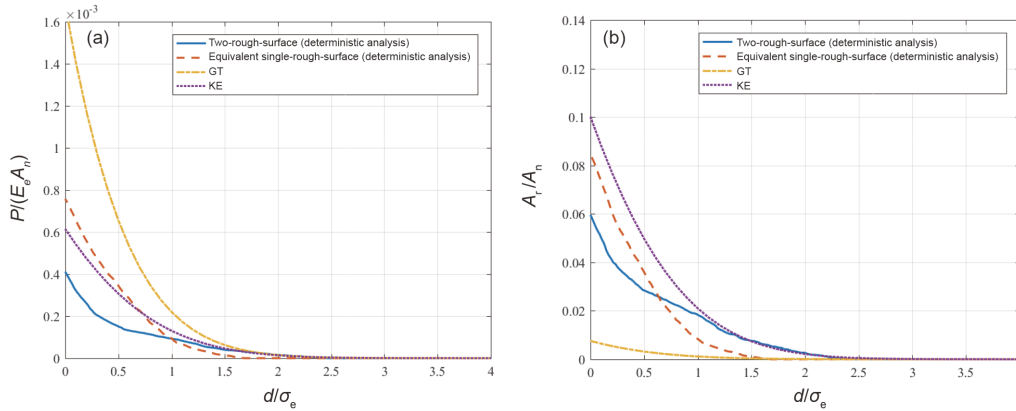 ×10⁻³
1.6
1.4
1.2
1.0
0.8
0.6
0.4
0.2
0
P/(EₑAₙ)
(a)
Two-rough-surface (deterministic analysis)
Equivalent single-rough-surface (deterministic analysis)
GT
KE
0 0.5 1.0 1.5 2 2.5 3 3.5 4
d/σₑ
0.14
0.12
0.1
0.08
0.06
0.04
0.002
0
Aᵣ/Aₙ
(b)
Two-rough-surface (deterministic analysis)
Equivalent single-rough-surface (deterministic analysis)
GT
KE
0 0.5 1.0 1.5 2 2.5 3 3.5
d/σₑ